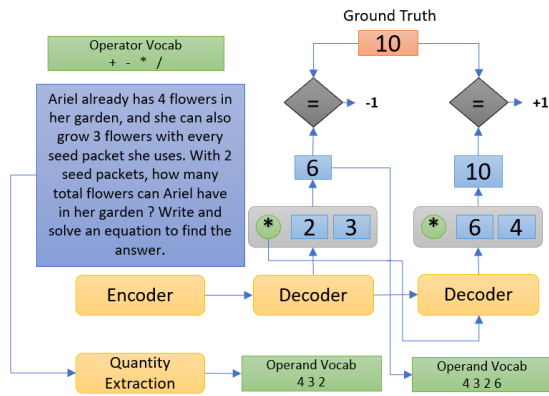 Ground Truth
10
Operator Vocab
+ - * /
= -1
= +1
Ariel already has 4 flowers in
her garden, and she can also
grow 3 flowers with every
seed packet she uses. With 2
seed packets, how many
total flowers can Ariel have
in her garden ? Write and
solve an equation to find the
answer.
6
10
* 2 3
* 6 4
Encoder
Decoder
Decoder
Quantity
Extraction
Operand Vocab
4 3 2
Operand Vocab
4 3 2 6